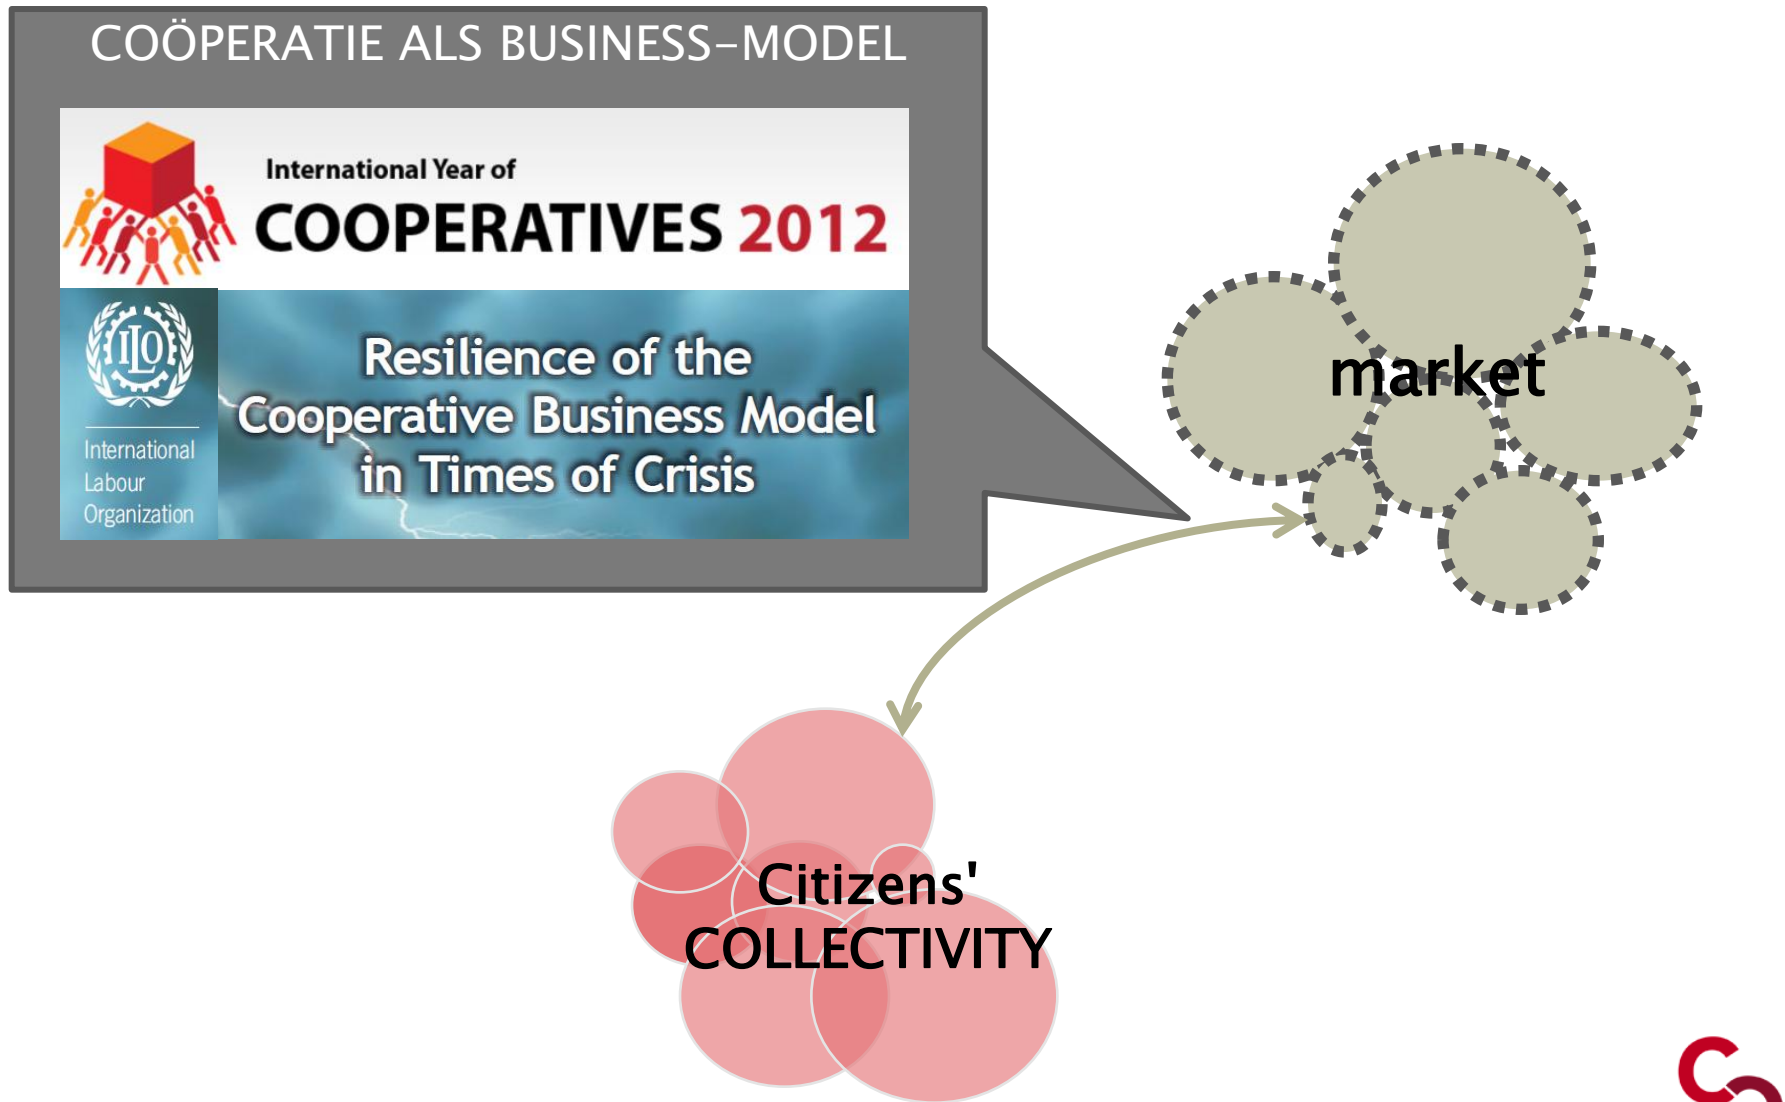 COÖPERATIE ALS BUSINESS-MODEL
International Year of
COOPERATIVES 2012
ILO
International
Labour
Organization
Resilience of the
Cooperative Business Model
in Times of Crisis
market
Citizens'
COLLECTIVITY